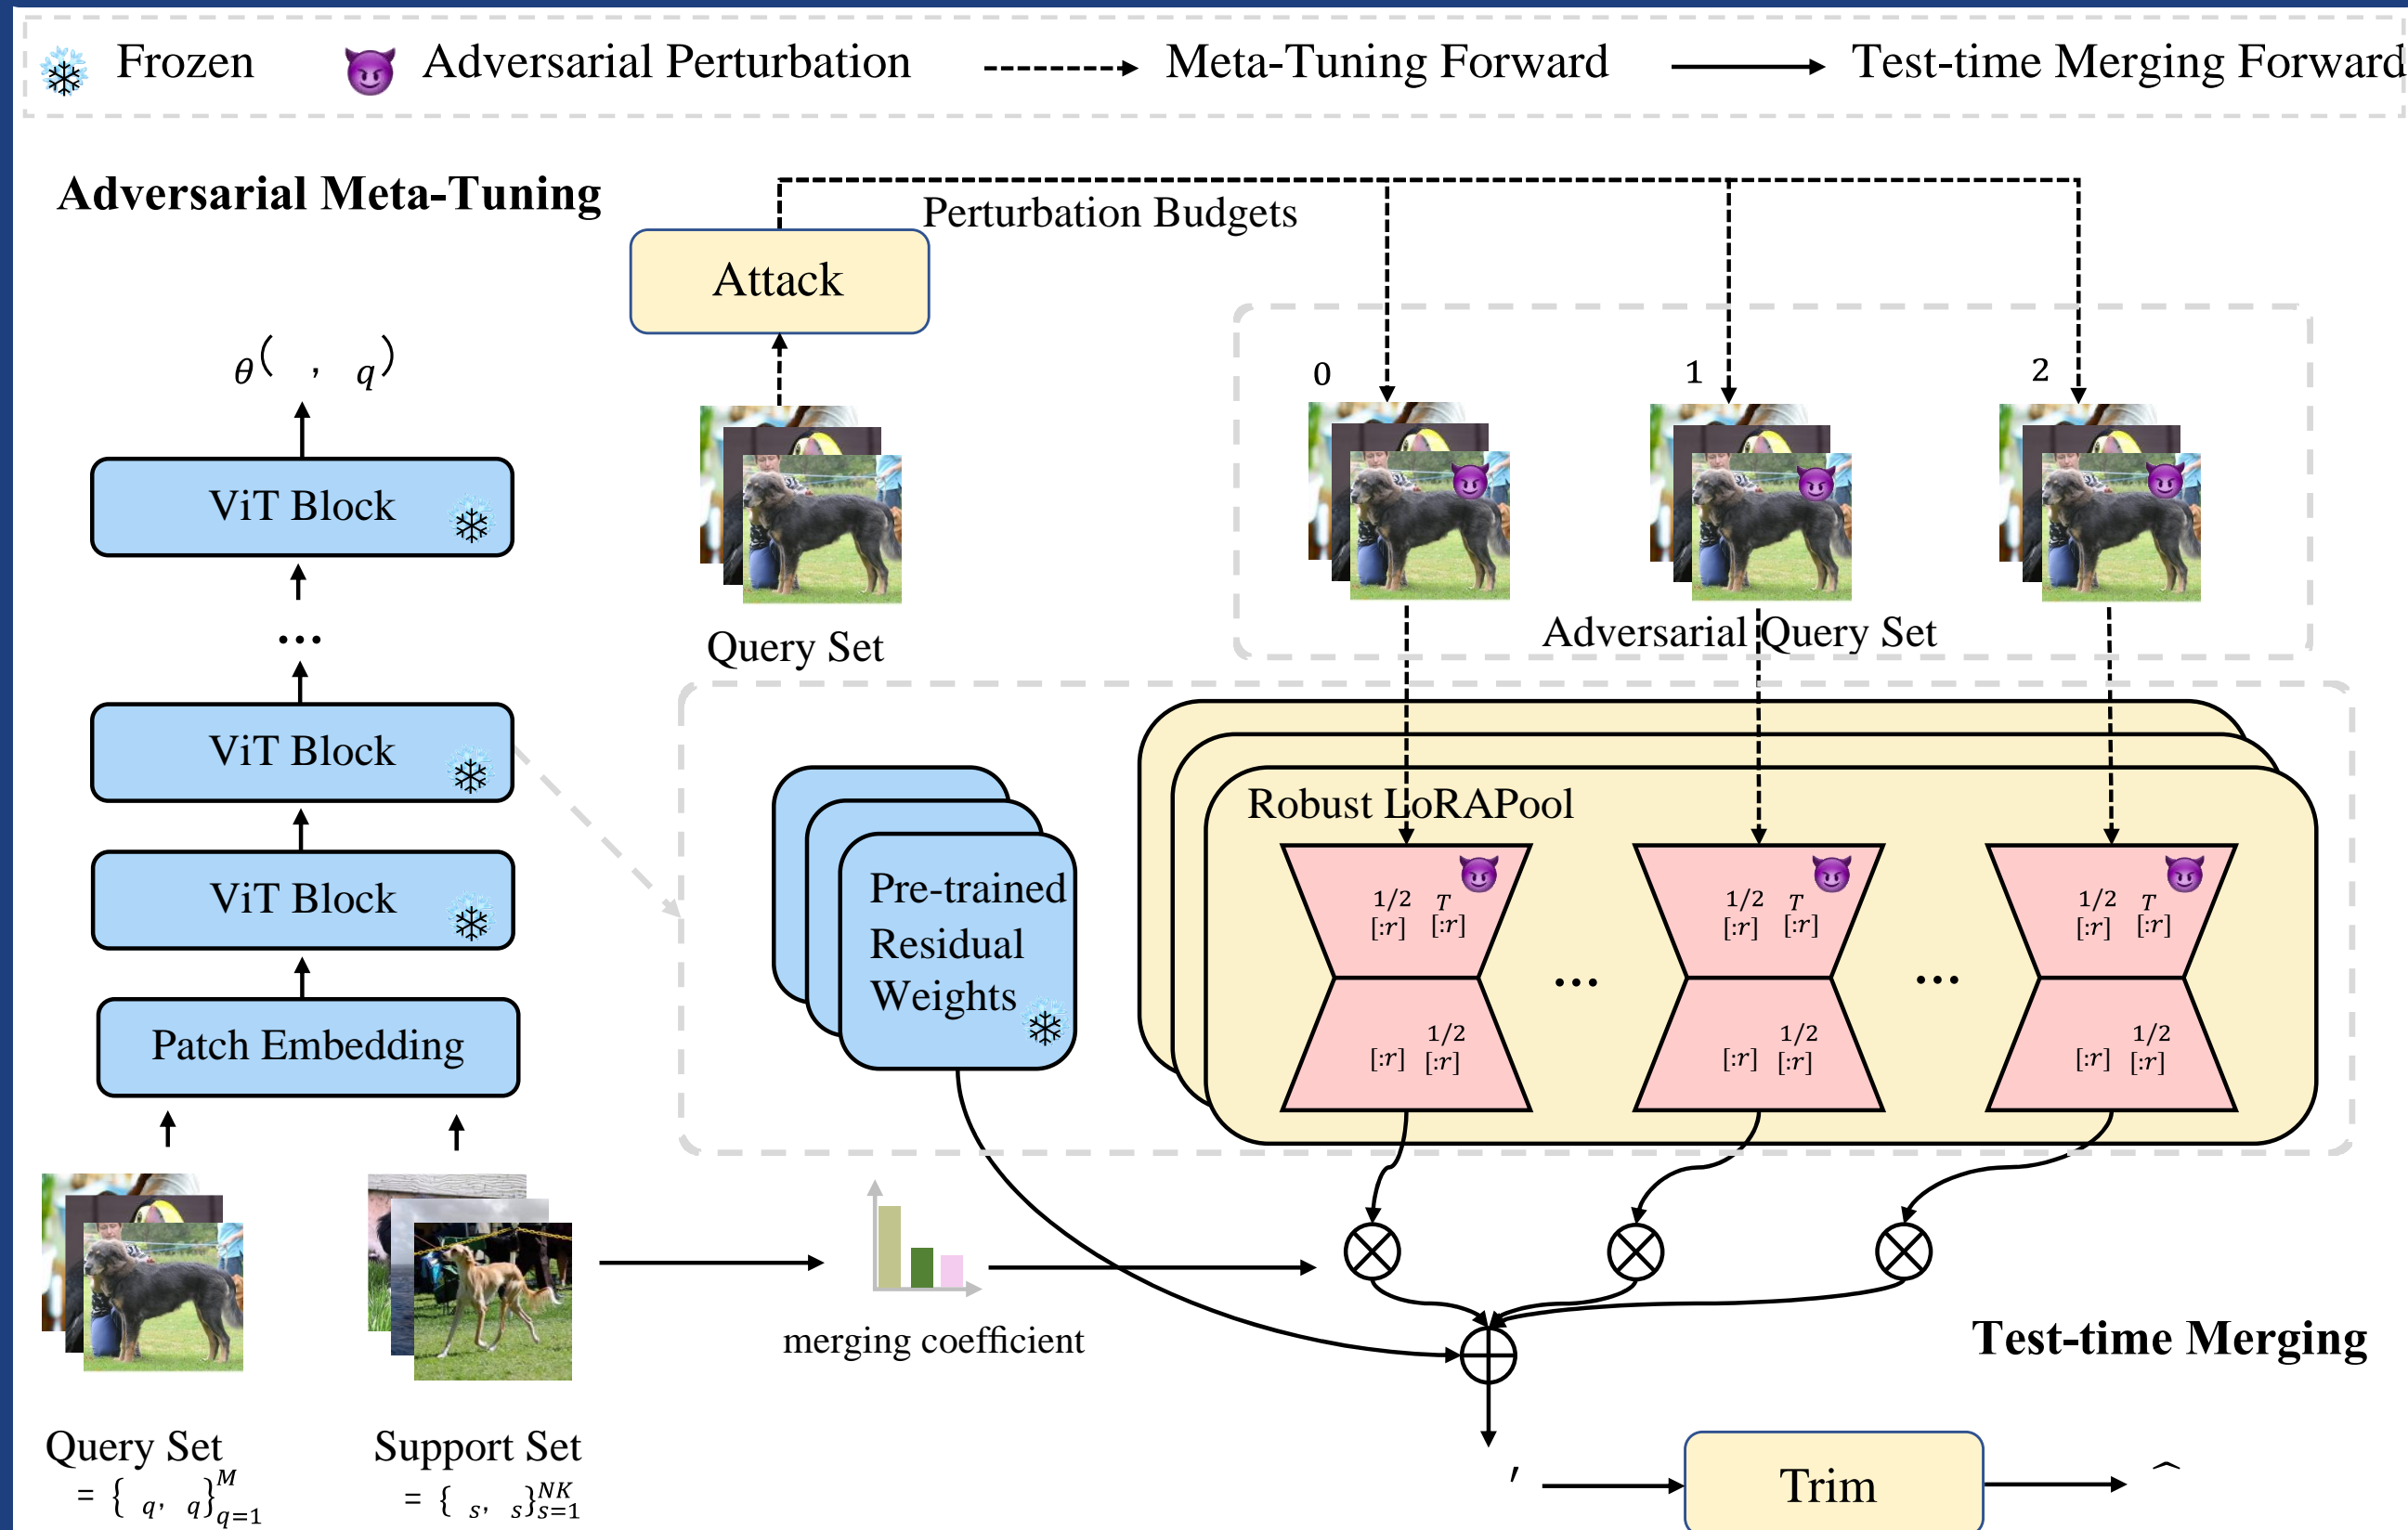 Frozen
Adversarial Perturbation
Meta-Tuning Forward
Test-time Merging Forward
Adversarial Meta-Tuning
Perturbation Budgets
Attack
θ( , q)
0
1
2
ViT Block
...
Query Set
Adversarial Query Set
ViT Block
Robust LoRAPool
ViT Block
Pre-trained
Residual
Weights
1/2 T
[:r] [:r]
1/2 T
[:r] [:r]
1/2 T
[:r] [:r]
...
...
Patch Embedding
1/2
[:r] [:r]
1/2
[:r] [:r]
1/2
[:r] [:r]
merging coefficient
Test-time Merging
Query Set
= { q, q}M q=1
Support Set
= { s, s}NK s=1
′
Trim
^